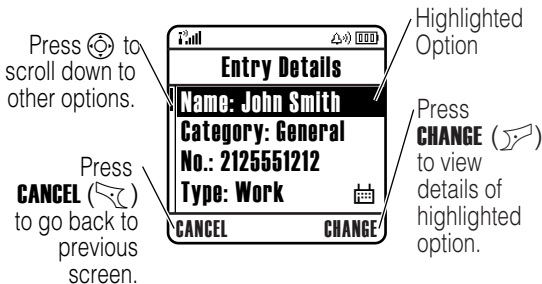 Press to
scroll down to
other options.
Press
CANCEL ( )
to go back to
previous
screen.
Entry Details
Name: John Smith
Category: General
No.: 2125551212
Type: Work
CANCEL CHANGE
Highlighted
Option
Press
CHANGE ( )
to view
details of
highlighted
option.